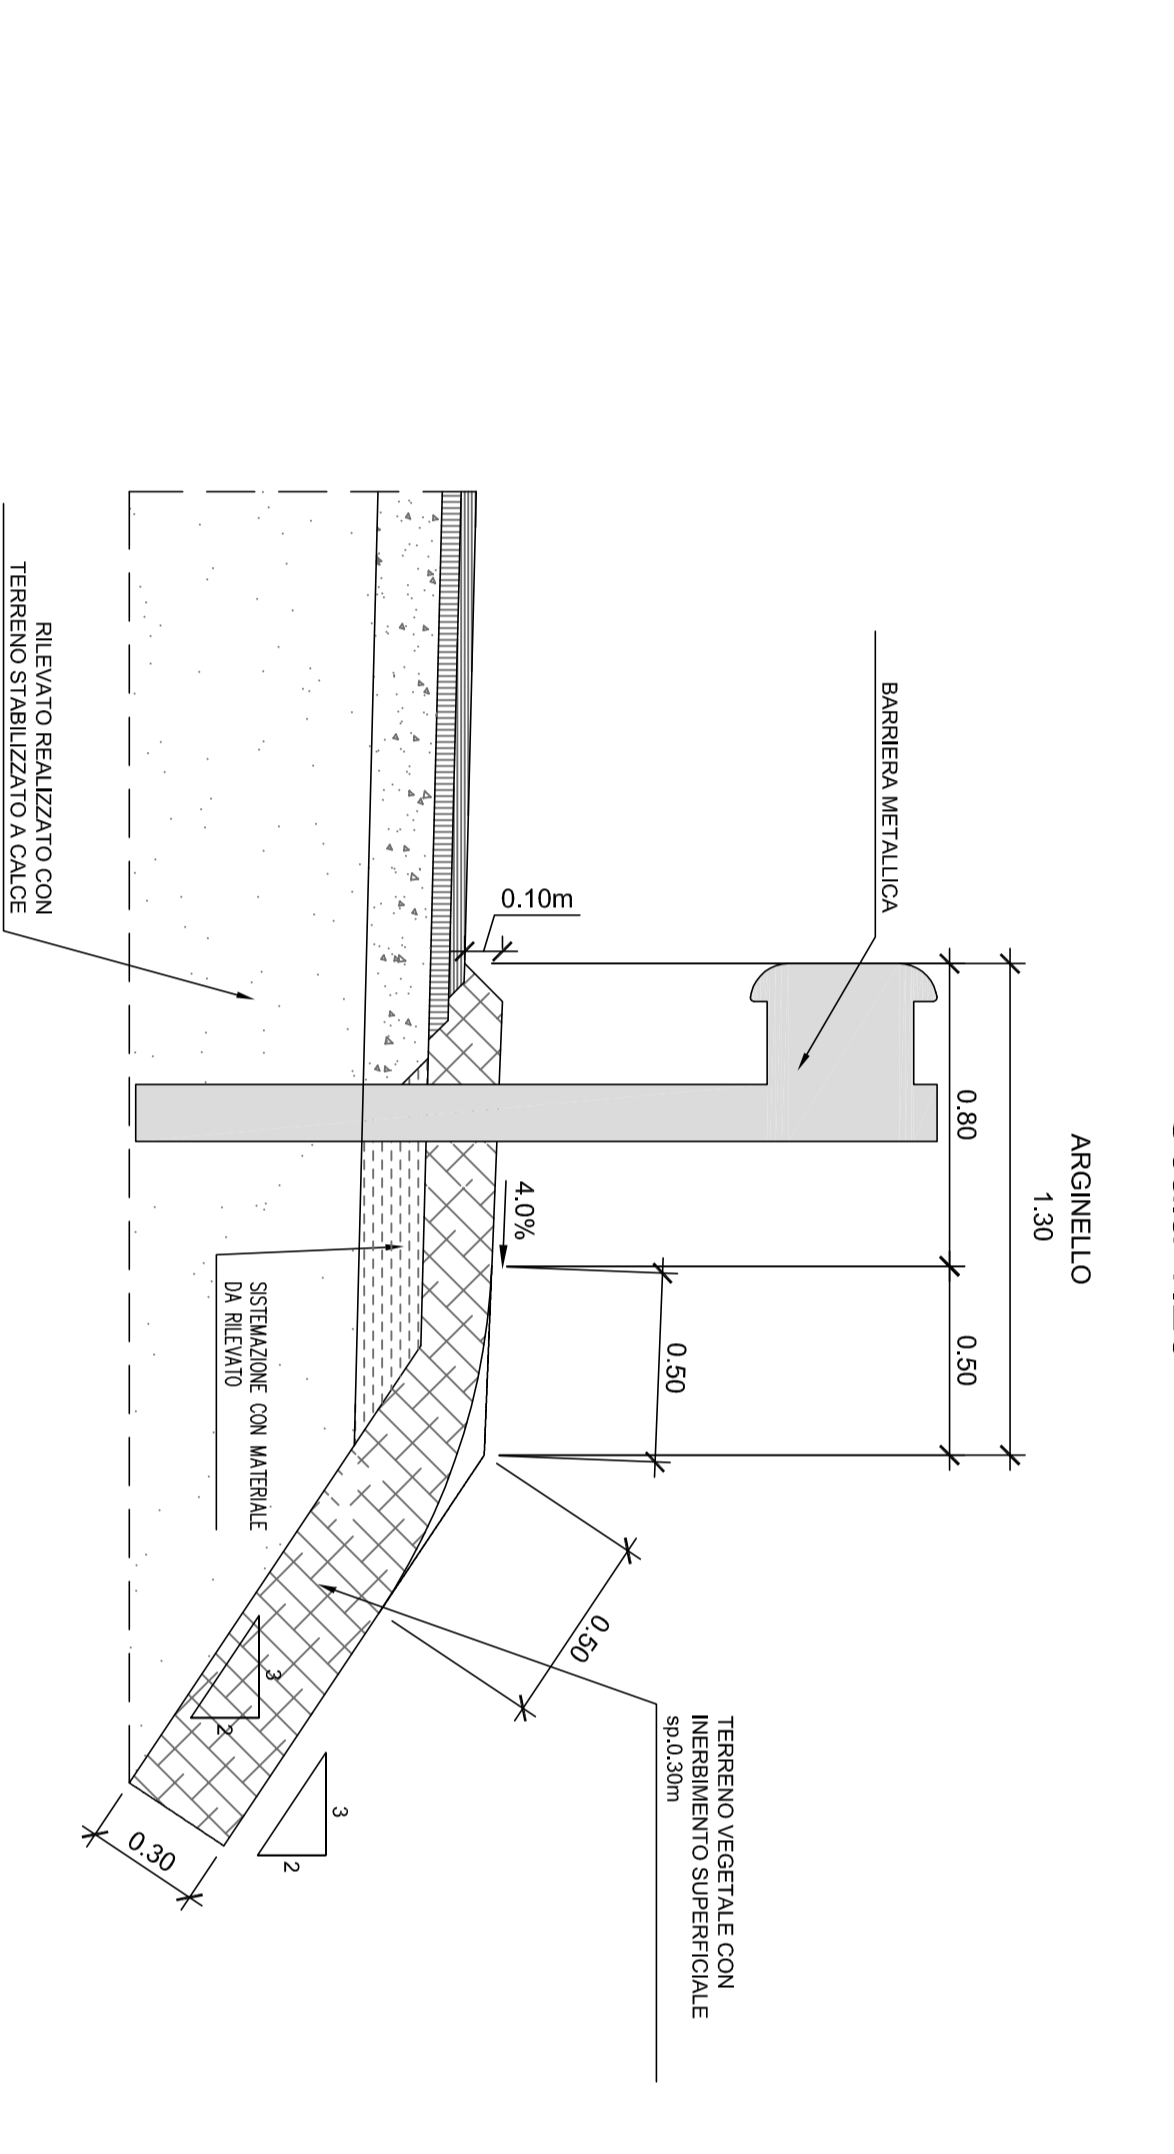 ARGINELLO
1.30
0.80
0.50
BARRIERA METALLICA
0.50
0.10m
4.0%
0.50
TERRENO VEGETALE CON
INERBIMENTO SUPERFICIALE
sp.0.30m
SISTEMAZIONE CON MATERIALE
DA RILEVATO
3
2
3
2
0.30
RILEVATO REALIZZATO CON
TERRENO STABILIZZATO A CALCE